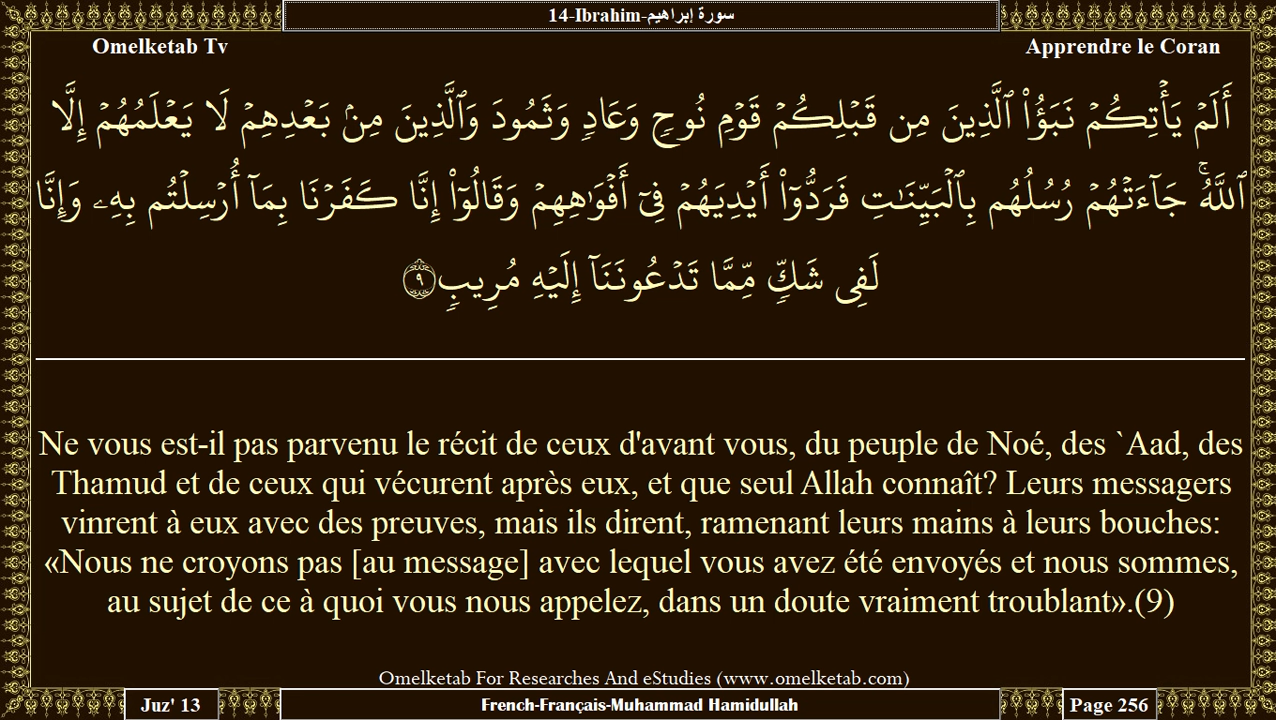 14-Ibrahim-سورة إبراهيم
Omelketab Tv
Apprendre le Coran
أَلَمۡ يَأۡتِكُمۡ نَبَؤُاْ ٱلَّذِينَ مِن قَبۡلِكُمۡ قَوۡمِ نُوحٖ وَعَادٖ وَثَمُودَ وَٱلَّذِينَ مِنۢ بَعۡدِهِمۡ لَا يَعۡلَمُهُمۡ إِلَّا
ٱللَّهُۚ جَآءَتۡهُمۡ رُسُلُهُم بِٱلۡبَيِّنَٰتِ فَرَدُّوٓاْ أَيۡدِيَهُمۡ فِيٓ أَفۡوَٰهِهِمۡ وَقَالُوٓاْ إِنَّا كَفَرۡنَا بِمَآ أُرۡسِلۡتُم بِهِۦ وَإِنَّا
لَفِي شَكّٖ مِّمَّا تَدۡعُونَنَآ إِلَيۡهِ مُرِيبٖ ٩
Ne vous est-il pas parvenu le récit de ceux d'avant vous, du peuple de Noé, des `Aad, des
Thamud et de ceux qui vécurent après eux, et que seul Allah connaît? Leurs messagers
vinrent à eux avec des preuves, mais ils dirent, ramenant leurs mains à leurs bouches:
«Nous ne croyons pas [au message] avec lequel vous avez été envoyés et nous sommes,
au sujet de ce à quoi vous nous appelez, dans un doute vraiment troublant».(9)
Omelketab For Researches And eStudies (www.omelketab.com)
Juz' 13
French-Français-Muhammad Hamidullah
Page 256